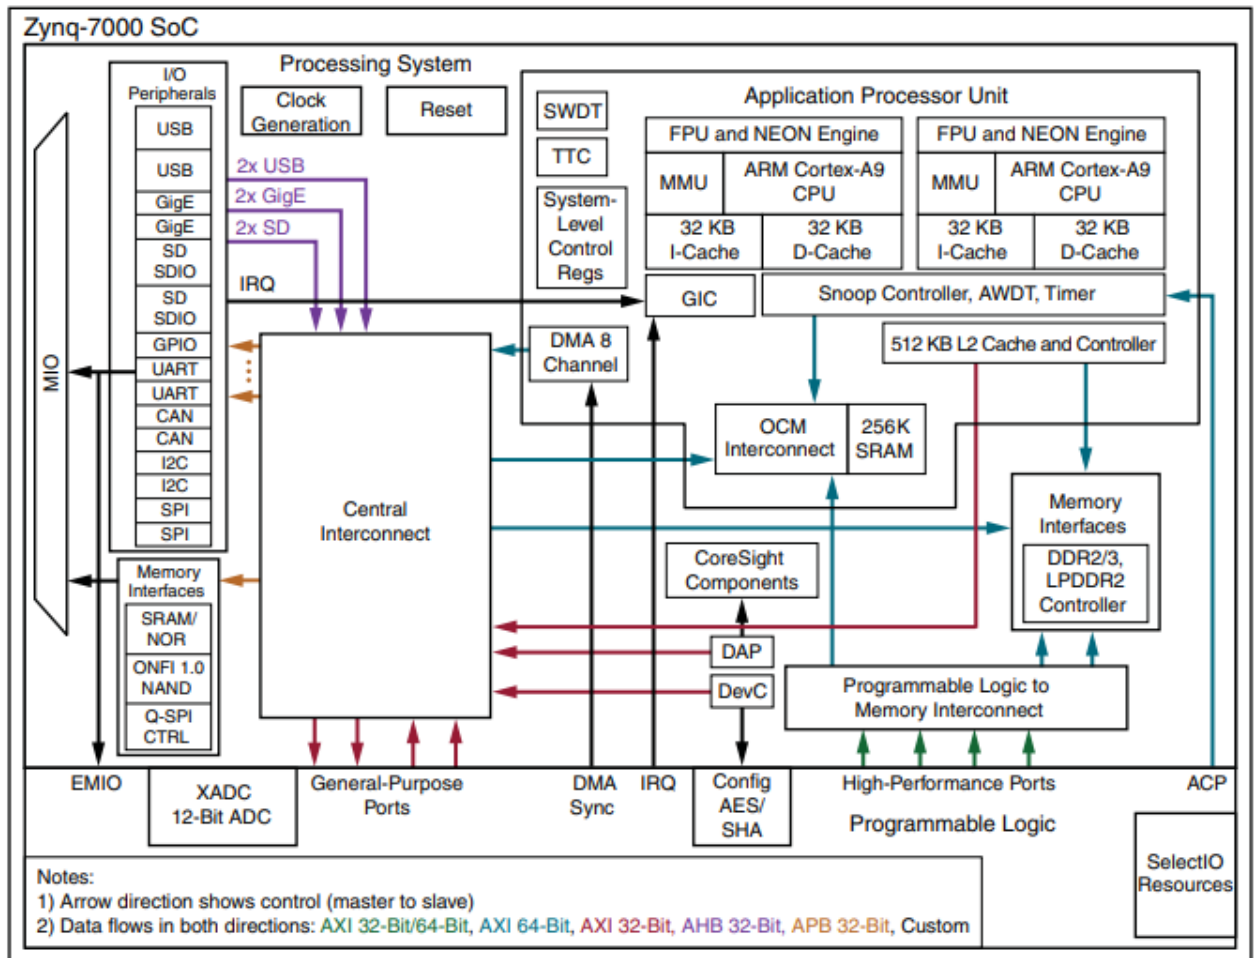 Zynq-7000 SoC
Processing System
I/O
Peripherals
USB
USB
GigE
GigE
SD
SDIO
SD
SDIO
GPIO
UART
UART
CAN
CAN
I2C
I2C
SPI
SPI
MIO
Clock
Generation
Reset
2x USB
2x GigE
2x SD
IRQ
Application Processor Unit
SWDT
TTC
System-
Level
Control
Regs
FPU and NEON Engine
MMU
ARM Cortex-A9
CPU
32 KB
I-Cache
32 KB
D-Cache
FPU and NEON Engine
MMU
ARM Cortex-A9
CPU
32 KB
I-Cache
32 KB
D-Cache
GIC
Snoop Controller, AWDT, Timer
DMA 8
Channel
512 KB L2 Cache and Controller
OCM
Interconnect
256K
SRAM
Central
Interconnect
Memory
Interfaces
DDR2/3,
LPDDR2
Controller
CoreSight
Components
DAP
DevC
Programmable Logic to
Memory Interconnect
Memory
Interfaces
SRAM/
NOR
ONFI 1.0
NAND
Q-SPI
CTRL
EMIO
XADC
12-Bit ADC
General-Purpose
Ports
DMA
Sync
IRQ
Config
AES/
SHA
High-Performance Ports
ACP
Programmable Logic
SelectIO
Resources
Notes:
1) Arrow direction shows control (master to slave)
2) Data flows in both directions: AXI 32-Bit/64-Bit, AXI 64-Bit, AXI 32-Bit, AHB 32-Bit, APB 32-Bit, Custom